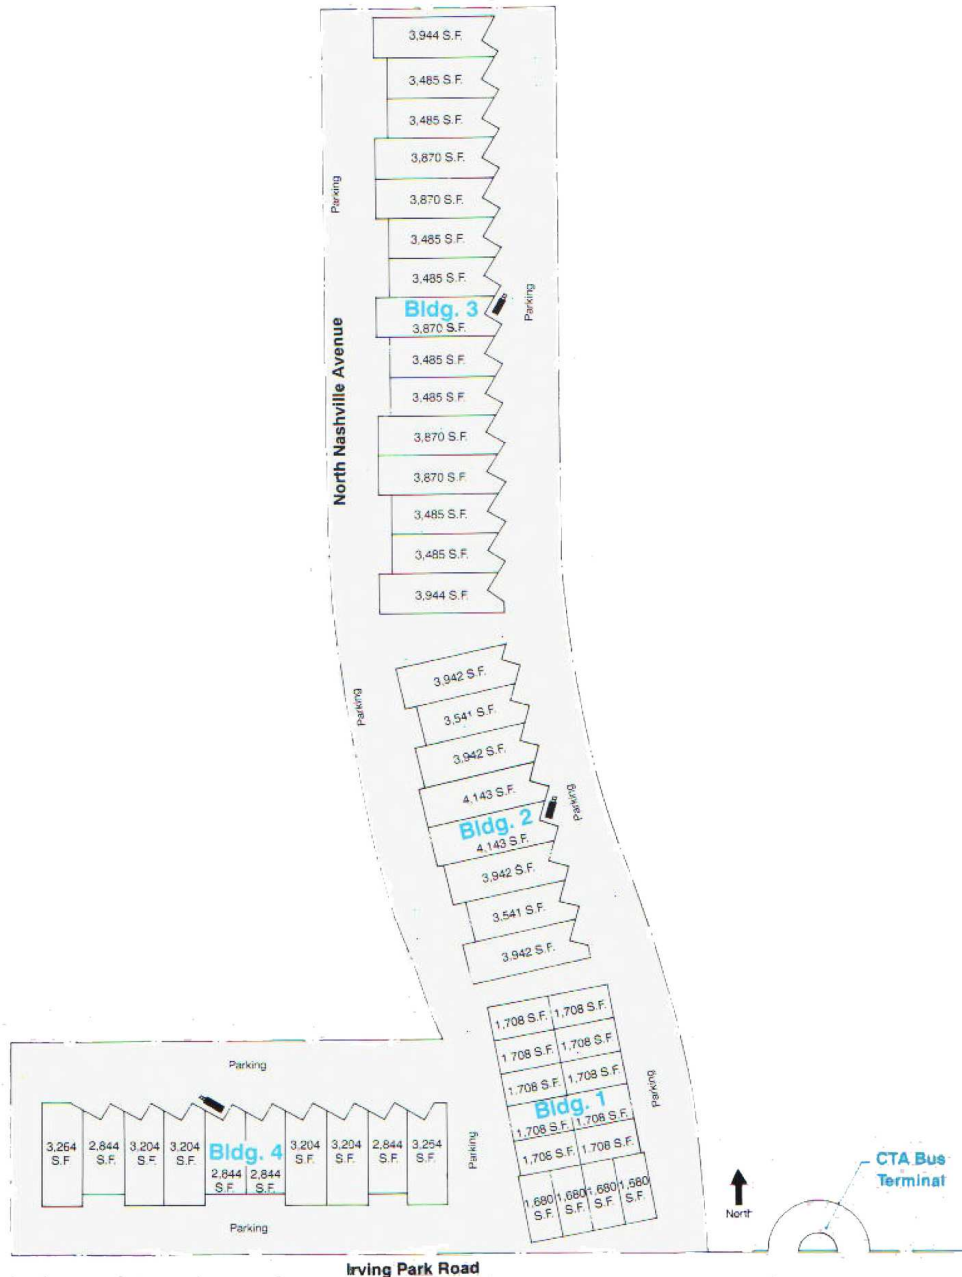 3,944 S.F.
3,485 S.F.
3,485 S.F.
3,870 S.F.
3,870 S.F.
3,485 S.F.
3,485 S.F.
Bldg. 3
3,870 S.F.
3,485 S.F.
3,485 S.F.
3,870 S.F.
3,870 S.F.
3,485 S.F.
3,485 S.F.
3,944 S.F.
Parking
Parking
North Nashville Avenue
3,942 S.F.
3,541 S.F.
3,942 S.F.
4,143 S.F.
Bldg. 2
4,143 S.F.
3,942 S.F.
3,541 S.F.
3,942 S.F.
Parking
Parking
1,708 S.F. 1,708 S.F.
1 708 S.F. 1,708 S.F.
1,708 S.F. 1,708 S.F.
Bldg. 1
1,708 S.F. 1,708 S.F.
1,708 S.F. 1.708 S.F.
1,680 S.F. 1,680 S.F. 1,680 S.F. 1,680 S.F.
Parking
Parking
Parking
3,264 S.F. 2,844 S.F. 3,204 S.F. 3,204 S.F.
Bldg. 4
2,844 S.F. 2,844 S.F.
3,204 S.F. 3,204 S.F. 2,844 S.F. 3,254 S.F.
Parking
North
CTA Bus
Terminal
Irving Park Road